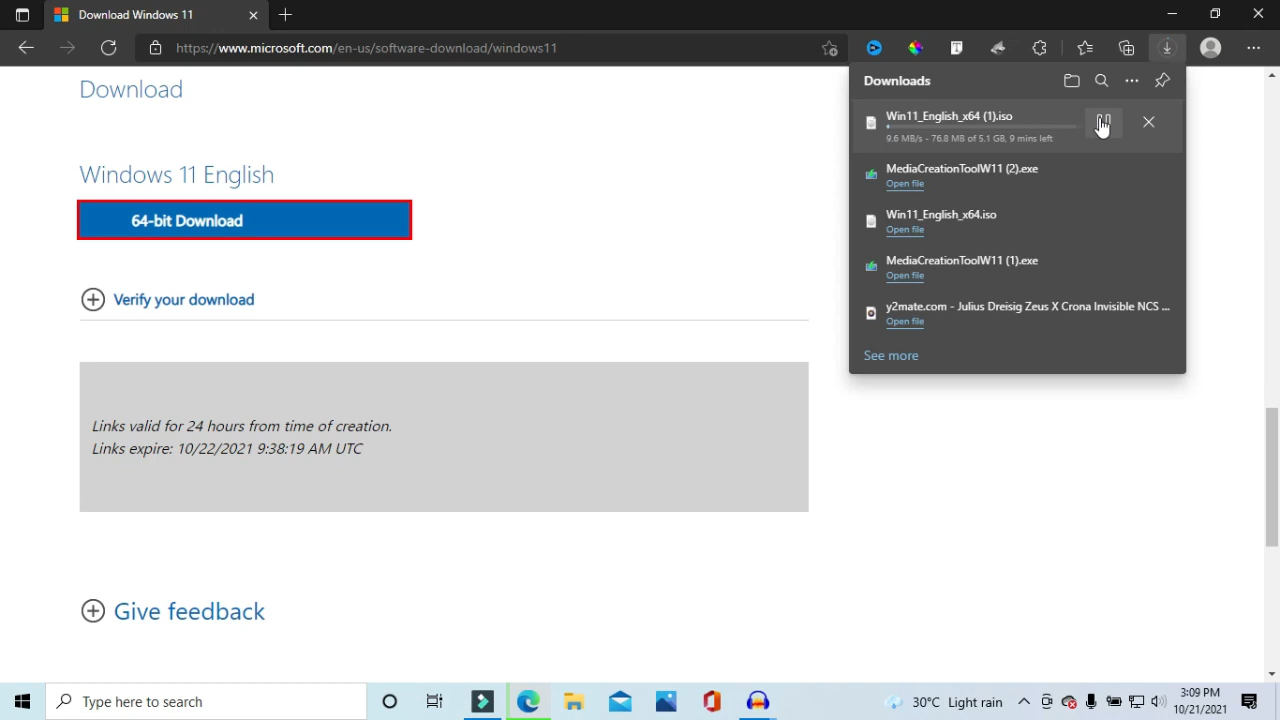 Download Windows 11
https://www.microsoft.com/en-us/software-download/windows11
Download
Windows 11 English
64-bit Download
Verify your download
Links valid for 24 hours from time of creation.
Links expire: 10/22/2021 9:38:19 AM UTC
Give feedback
Downloads
Win11_English_x64 (1).iso
9.6 MB/s - 76.8 MB of 5.1 GB, 9 mins left
MediaCreationToolW11 (2).exe
Open file
Win11_English_x64.iso
Open file
MediaCreationToolW11 (1).exe
Open file
y2mate.com - Julius Dreisig Zeus X Crona Invisible NCS ...
Open file
See more
Type here to search
30°C Light rain
3:09 PM
10/21/2021